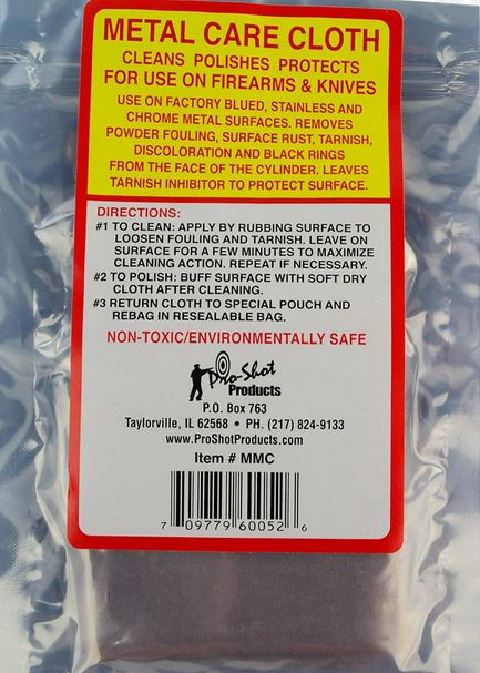 METAL CARE CLOTH
CLEANS POLISHES PROTECTS
FOR USE ON FIREARMS & KNIVES
USE ON FACTORY BLUED, STAINLESS AND
CHROME METAL SURFACES. REMOVES
POWDER FOULING, SURFACE RUST, TARNISH,
DISCOLORATION AND BLACK RINGS
FROM THE FACE OF THE CYLINDER. LEAVES
TARNISH INHIBITOR TO PROTECT SURFACE.
DIRECTIONS:
#1 TO CLEAN: APPLY BY RUBBING SURFACE TO
LOOSEN FOULING AND TARNISH. LEAVE ON
SURFACE FOR A FEW MINUTES TO MAXIMIZE
CLEANING ACTION. REPEAT IF NECESSARY.
#2 TO POLISH: BUFF SURFACE WITH SOFT DRY
CLOTH AFTER CLEANING.
#3 RETURN CLOTH TO SPECIAL POUCH AND
REBAG IN RESEALABLE BAG.
NON-TOXIC/ENVIRONMENTALLY SAFE
Pro-Shot
Products
P.O. Box 763
Taylorville, IL 62568 • PH. (217) 824-9133
www.ProShotProducts.com
Item # MMC
7 09779 60052 6